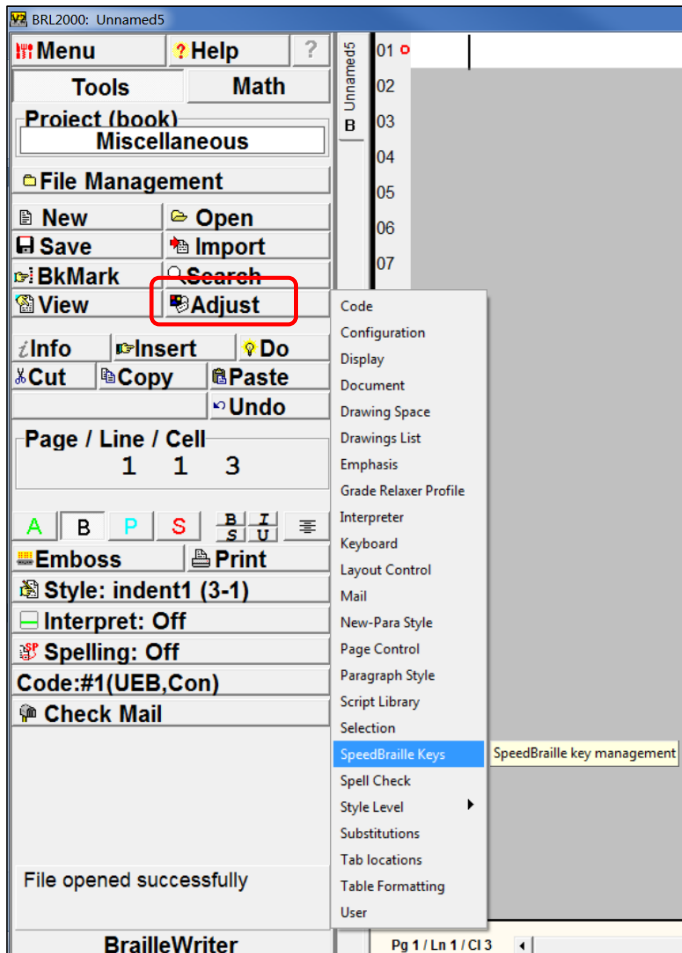 BRL2000: Unnamed5
Menu ? Help ?
Tools Math
Project (book)
Miscellaneous
File Management
New Open
Save Import
BkMark Search
View Adjust
Info Insert Do
Cut Copy Paste
Undo
Page / Line / Cell
1 1 3
A B P S B I S U
Emboss Print
Style: indent1 (3-1)
Interpret: Off
Spelling: Off
Code:#1(UEB,Con)
Check Mail
File opened successfully
BrailleWriter
B Unnamed5
01
02
03
04
05
06
07
Code
Configuration
Display
Document
Drawing Space
Drawings List
Emphasis
Grade Relaxer Profile
Interpreter
Keyboard
Layout Control
Mail
New-Para Style
Page Control
Paragraph Style
Script Library
Selection
SpeedBraille Keys
SpeedBraille key management
Spell Check
Style Level
Substitutions
Tab locations
Table Formatting
User
Pg 1 / Ln 1 / Cl 3